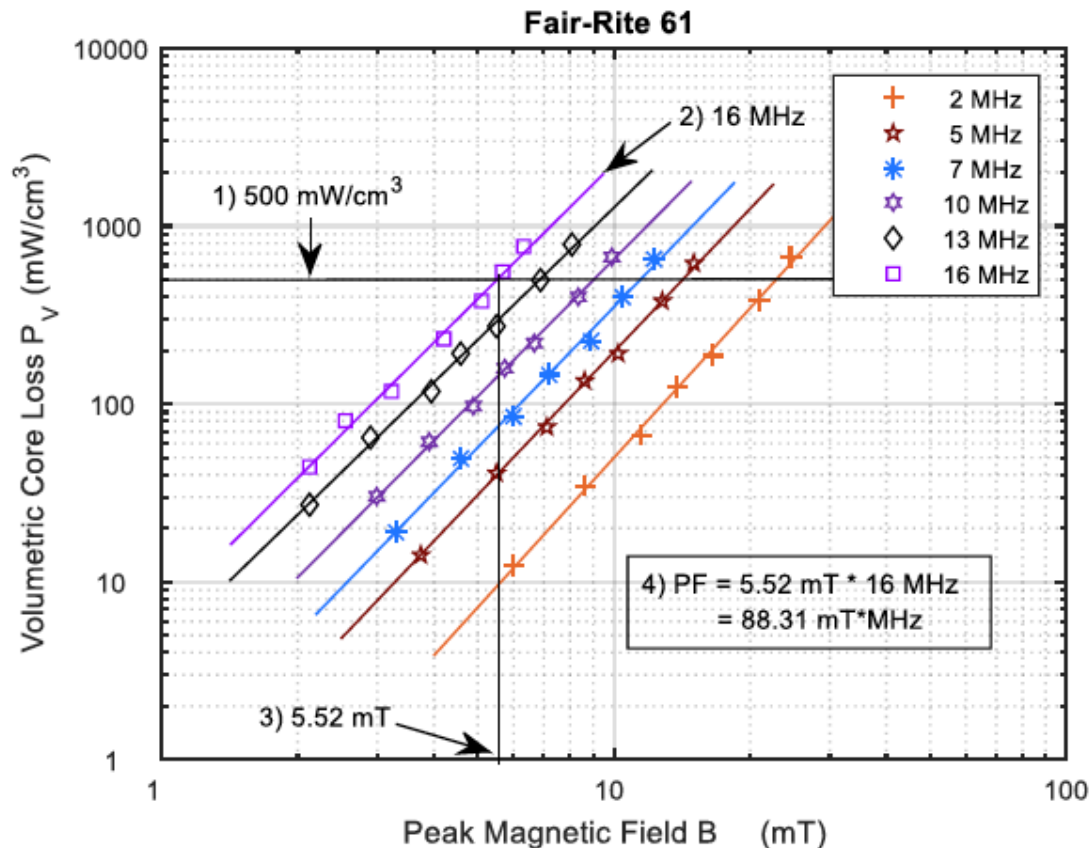 Fair-Rite 61
10000
1000
100
10
1
Volumetric Core Loss P_V (mW/cm³)
1) 500 mW/cm³
2) 16 MHz
2 MHz
5 MHz
7 MHz
10 MHz
13 MHz
16 MHz
4) PF = 5.52 mT * 16 MHz
= 88.31 mT*MHz
3) 5.52 mT
1
10
100
Peak Magnetic Field B (mT)